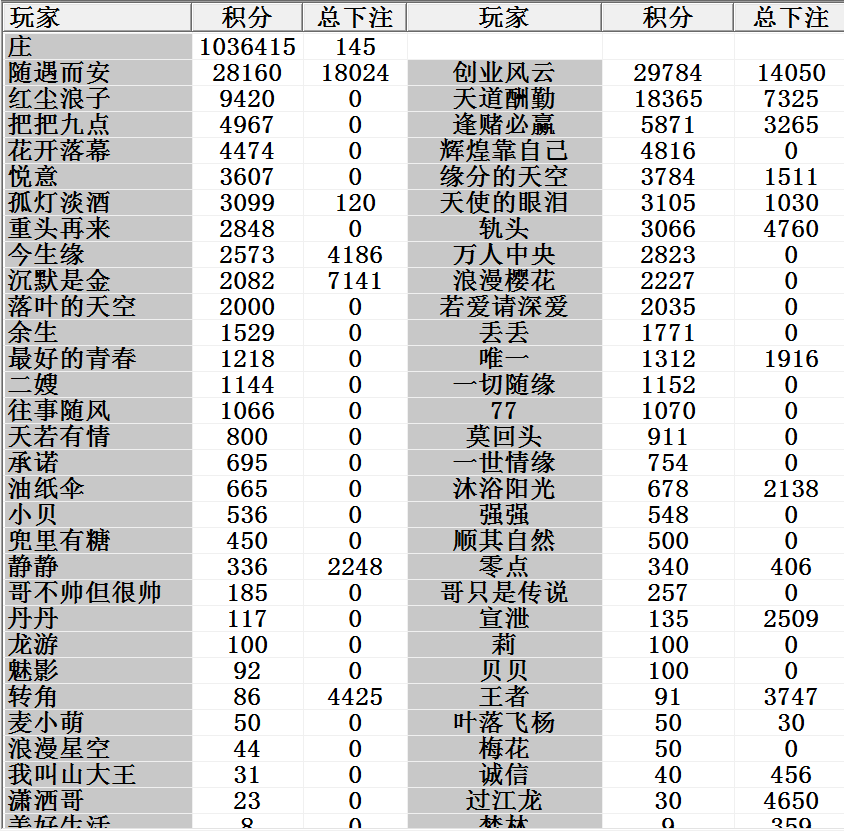 玩家 积分 总下注 玩家 积分 总下注
庄 1036415 145
随遇而安 28160 18024 创业风云 29784 14050
红尘浪子 9420 0 天道酬勤 18365 7325
把把九点 4967 0 逢赌必赢 5871 3265
花开落幕 4474 0 辉煌靠自己 4816 0
悦意 3607 0 缘分的天空 3784 1511
孤灯淡酒 3099 120 天使的眼泪 3105 1030
重头再来 2848 0 轨头 3066 4760
今生缘 2573 4186 万人中央 2823 0
沉默是金 2082 7141 浪漫樱花 2227 0
落叶的天空 2000 0 若爱请深爱 2035 0
余生 1529 0 丢丢 1771 0
最好的青春 1218 0 唯一 1312 1916
二嫂 1144 0 一切随缘 1152 0
往事随风 1066 0 77 1070 0
天若有情 800 0 莫回头 911 0
承诺 695 0 一世情缘 754 0
油纸伞 665 0 沐浴阳光 678 2138
小贝 536 0 强强 548 0
兜里有糖 450 0 顺其自然 500 0
静静 336 2248 零点 340 406
哥不帅但很帅 185 0 哥只是传说 257 0
丹丹 117 0 宣泄 135 2509
龙游 100 0 莉 100 0
魅影 92 0 贝贝 100 0
转角 86 4425 王者 91 3747
麦小萌 50 0 叶落飞杨 50 30
浪漫星空 44 0 梅花 50 0
我叫山大王 31 0 诚信 40 456
潇洒哥 23 0 过江龙 30 4650
美好生活 8 0 梦林 9 359